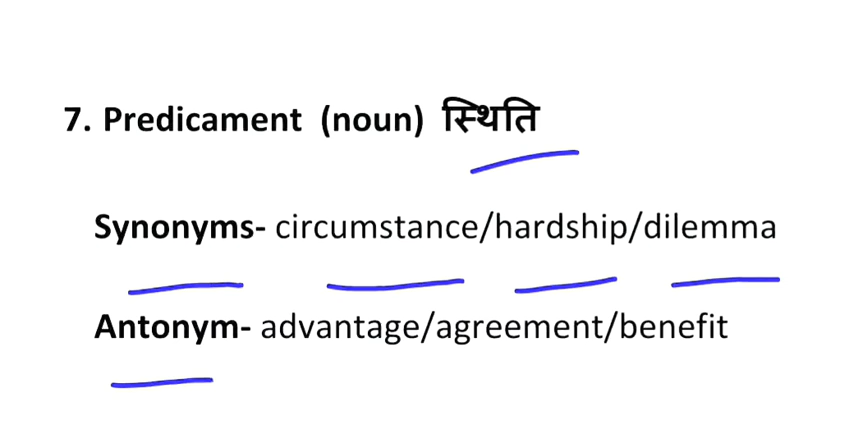 7. Predicament (noun) स्थिति
Synonyms- circumstance/hardship/dilemma
Antonym- advantage/agreement/benefit